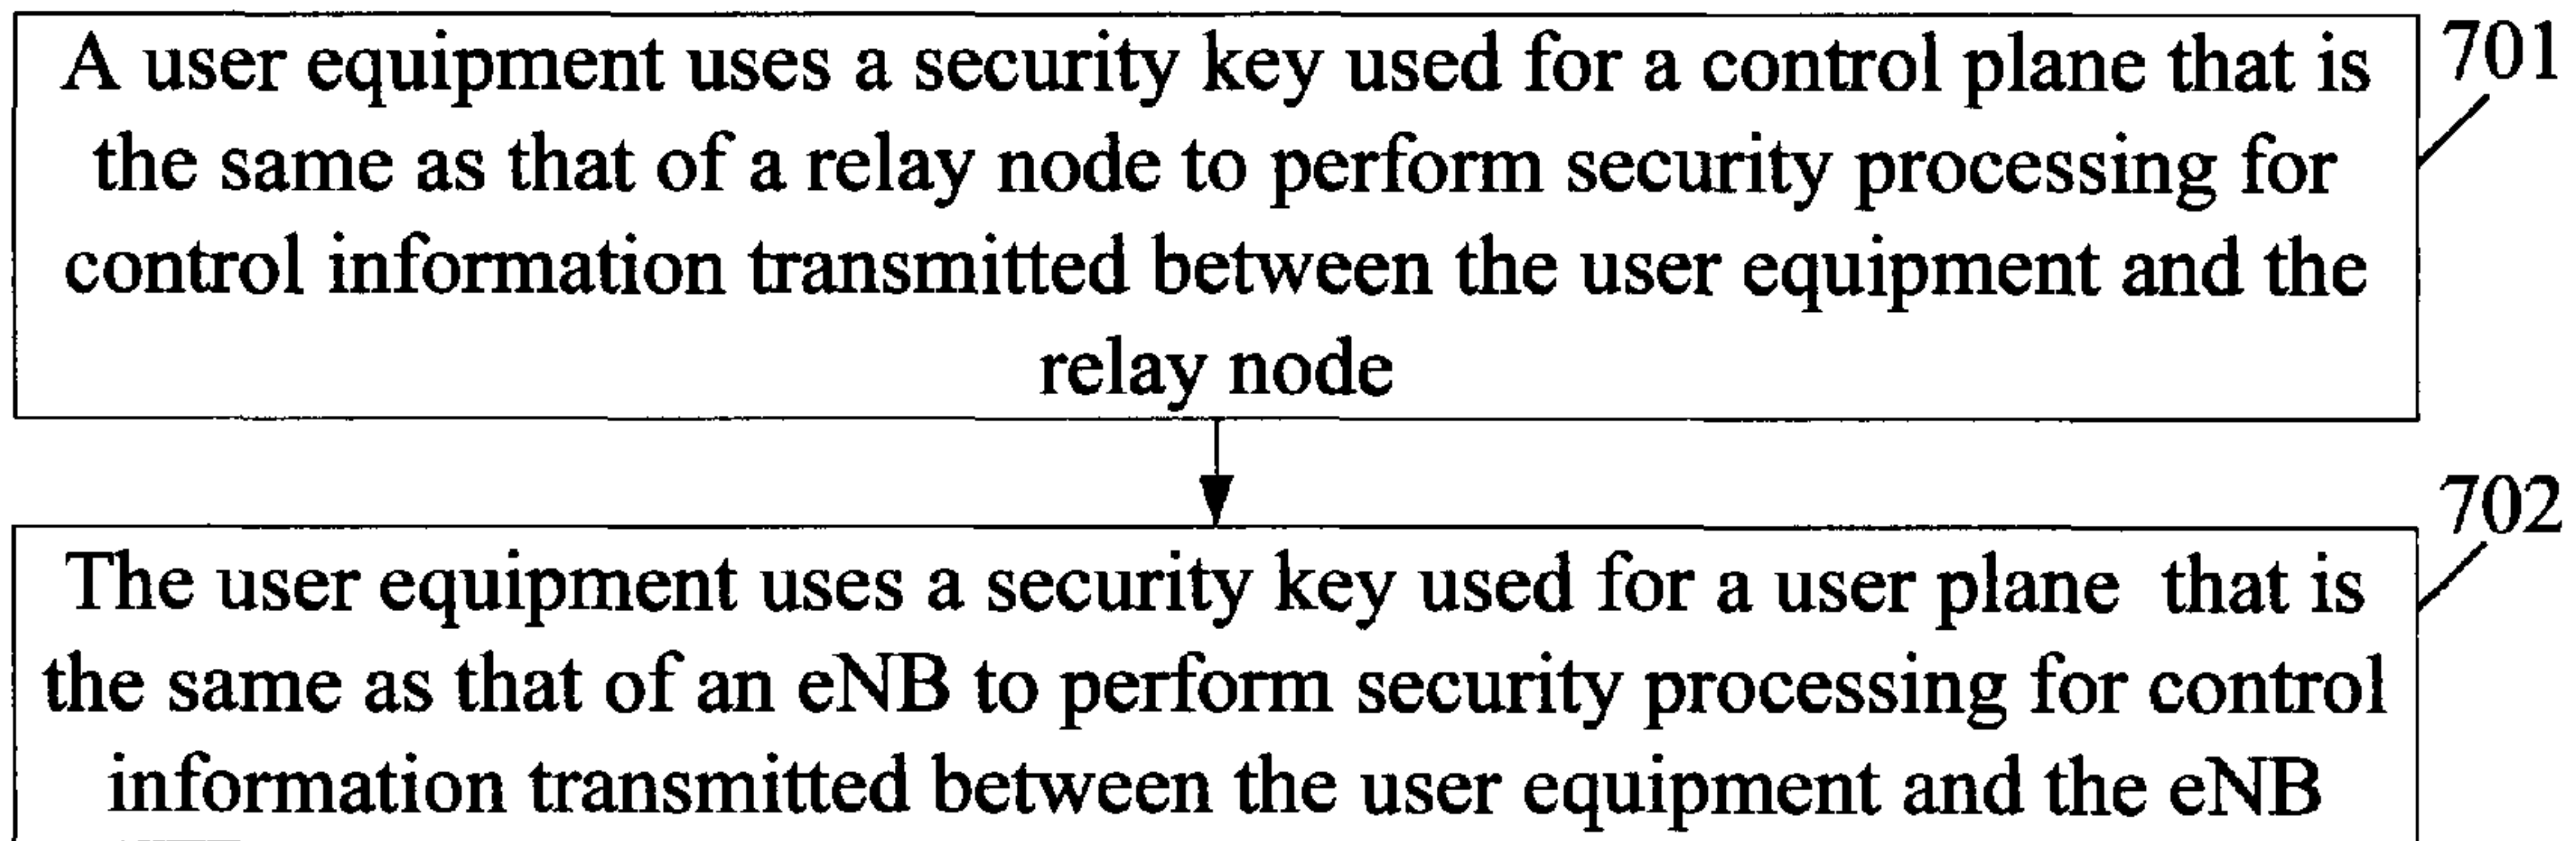 A user equipment uses a security key used for a control plane that is
the same as that of a relay node to perform security processing for
control information transmitted between the user equipment and the
relay node
701
The user equipment uses a security key used for a user plane that is
the same as that of an eNB to perform security processing for control
information transmitted between the user equipment and the eNB
702